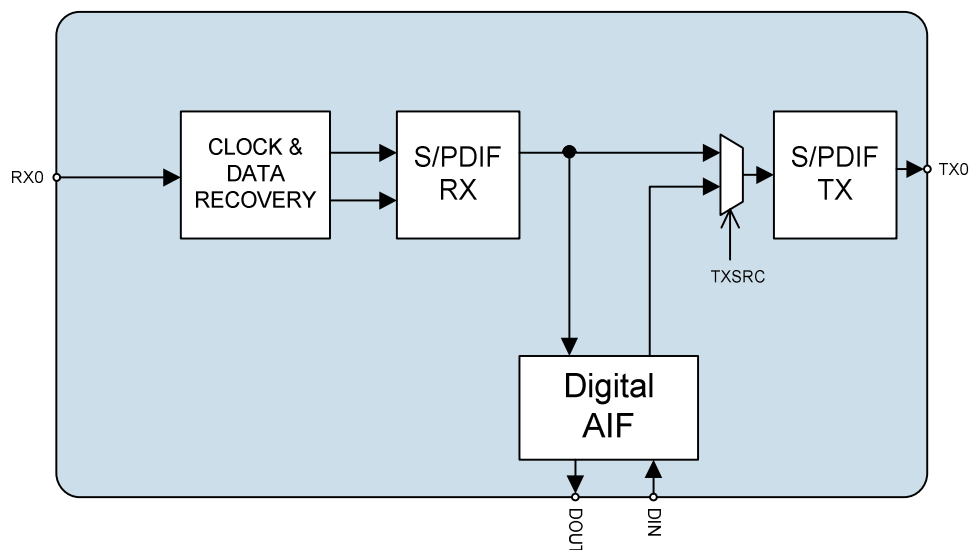 RX0
CLOCK &
DATA
RECOVERY
S/PDIF
RX
TXSRC
S/PDIF
TX
TX0
Digital
AIF
DOUT
DIN